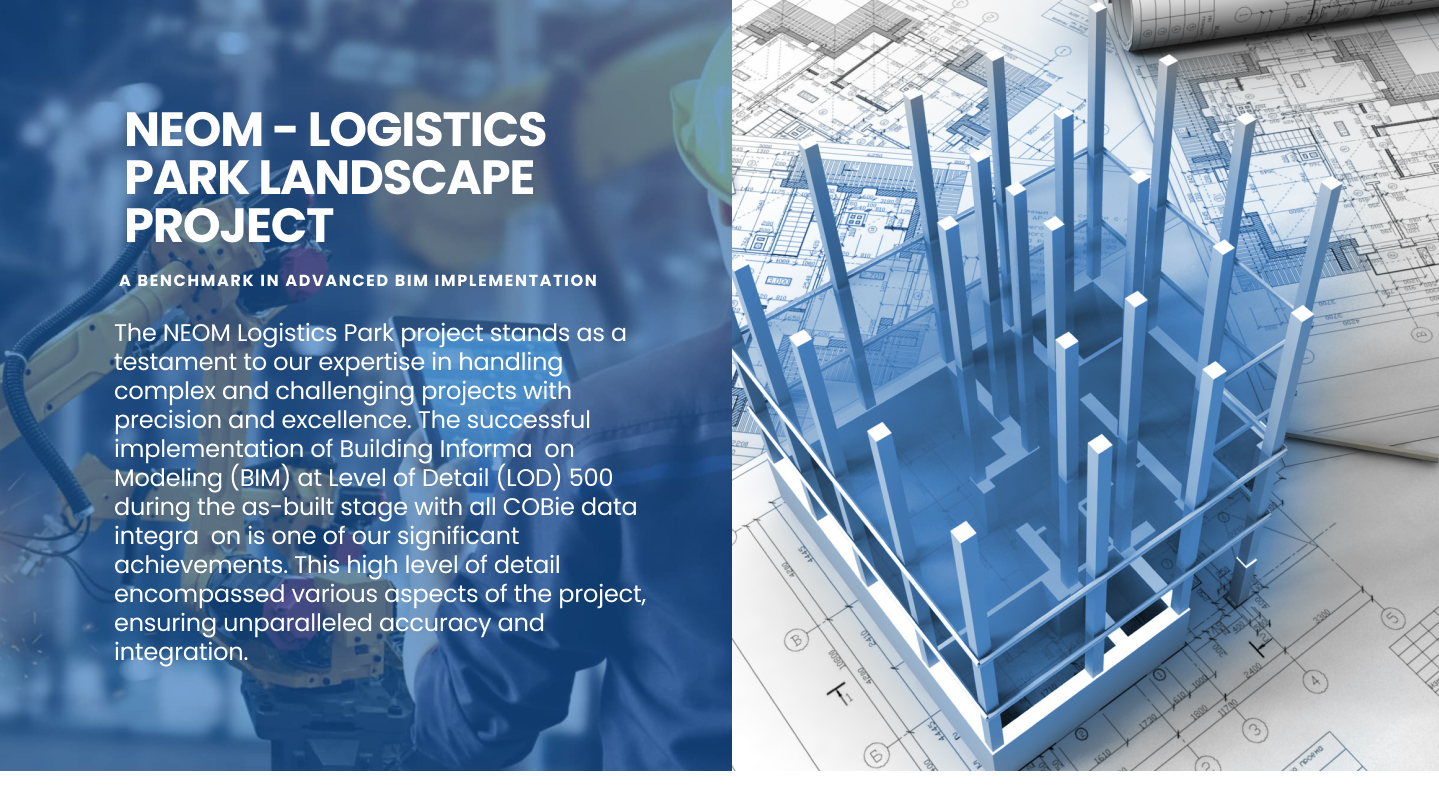 NEOM - LOGISTICS
PARK LANDSCAPE
PROJECT
A BENCHMARK IN ADVANCED BIM IMPLEMENTATION
The NEOM Logistics Park project stands as a
testament to our expertise in handling
complex and challenging projects with
precision and excellence. The successful
implementation of Building Informa on
Modeling (BIM) at Level of Detail (LOD) 500
during the as-built stage with all COBie data
integra on is one of our significant
achievements. This high level of detail
encompassed various aspects of the project,
ensuring unparalleled accuracy and
integration.